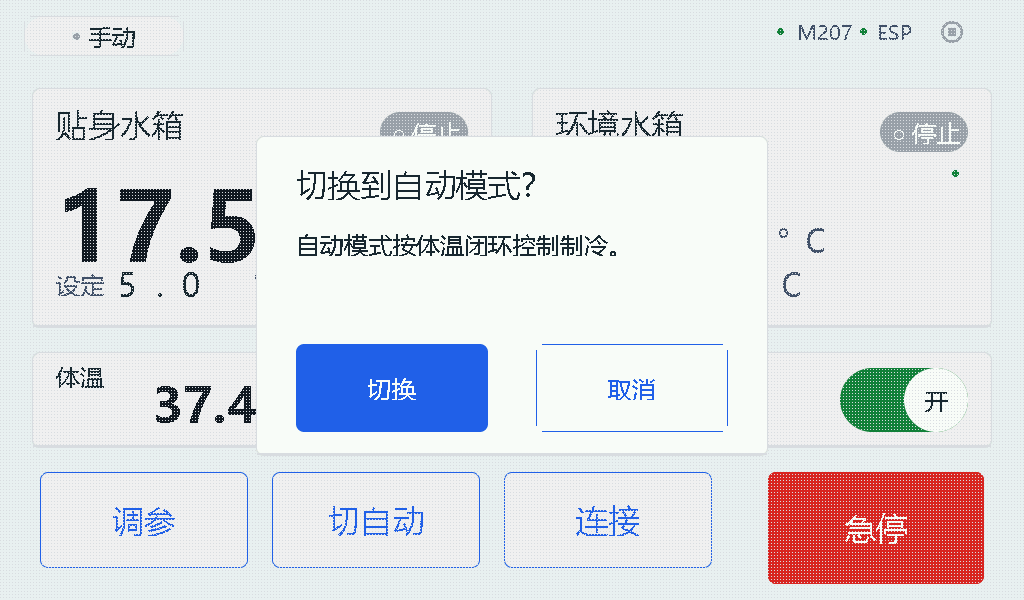 手动
M207 ESP
贴身水箱
停止
环境水箱
停止
切换到自动模式?
17.5
° C
自动模式按体温闭环控制制冷。
设定 5.0
C
体温
37.4
切换
取消
开
调参
切自动
连接
急停